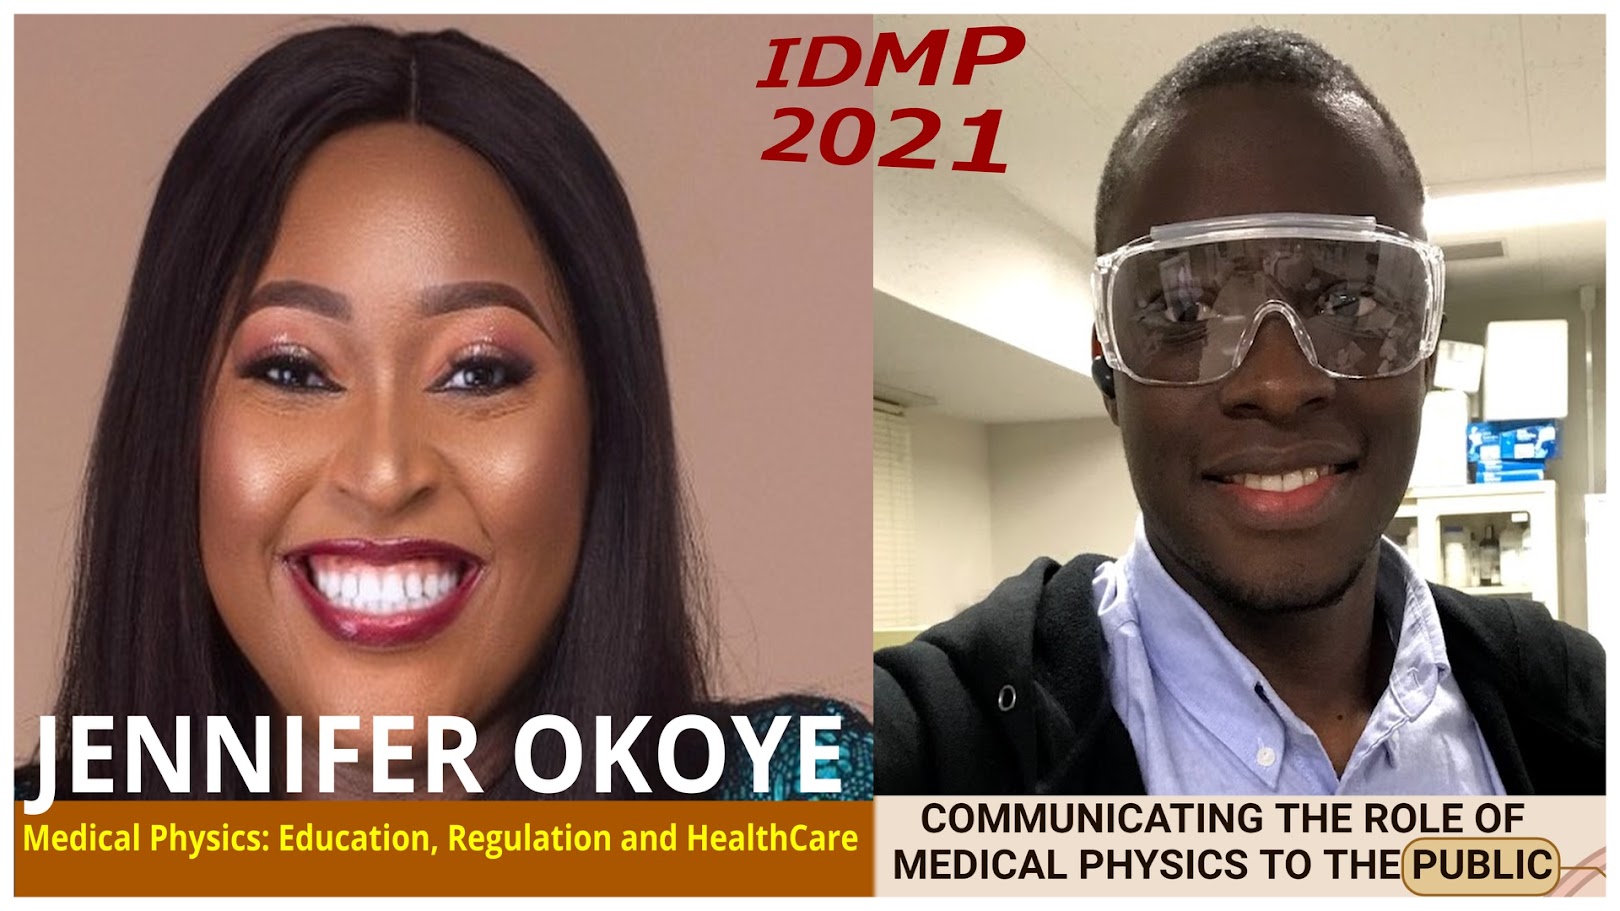 IDMP
2021
JENNIFER OKOYE
Medical Physics: Education, Regulation and HealthCare
COMMUNICATING THE ROLE OF
MEDICAL PHYSICS TO THE PUBLIC